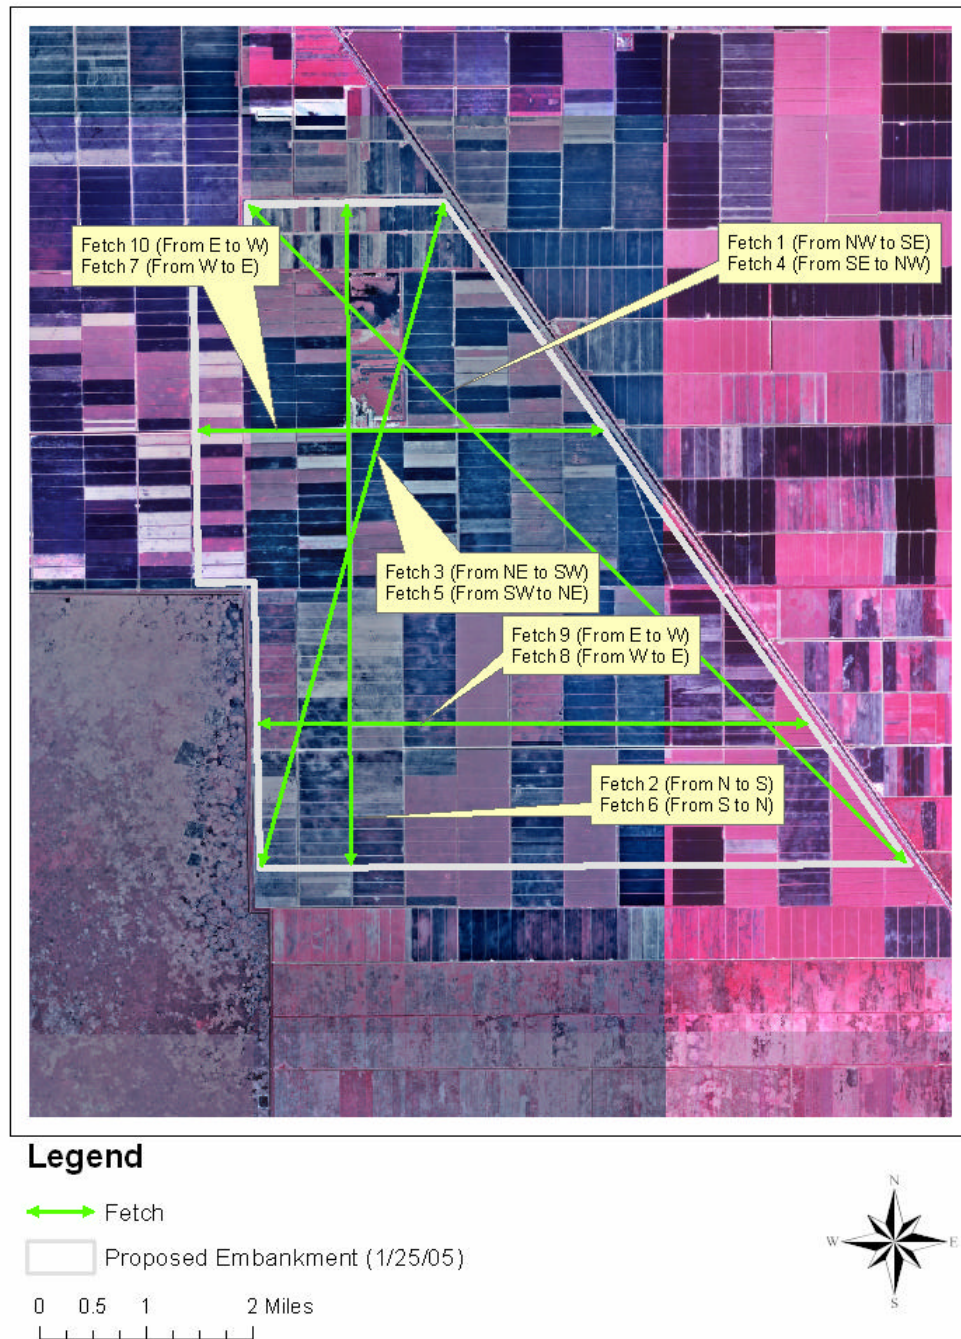 Fetch 10 (From E to W)
Fetch 7 (From W to E)
Fetch 1 (From NW to SE)
Fetch 4 (From SE to NW)
Fetch 3 (From NE to SW)
Fetch 5 (From SW to NE)
Fetch 9 (From E to W)
Fetch 8 (From W to E)
Fetch 2 (From N to S)
Fetch 6 (From S to N)
Legend
Fetch
Proposed Embankment (1/25/05)
0 0.5 1 2 Miles
N
W E
S